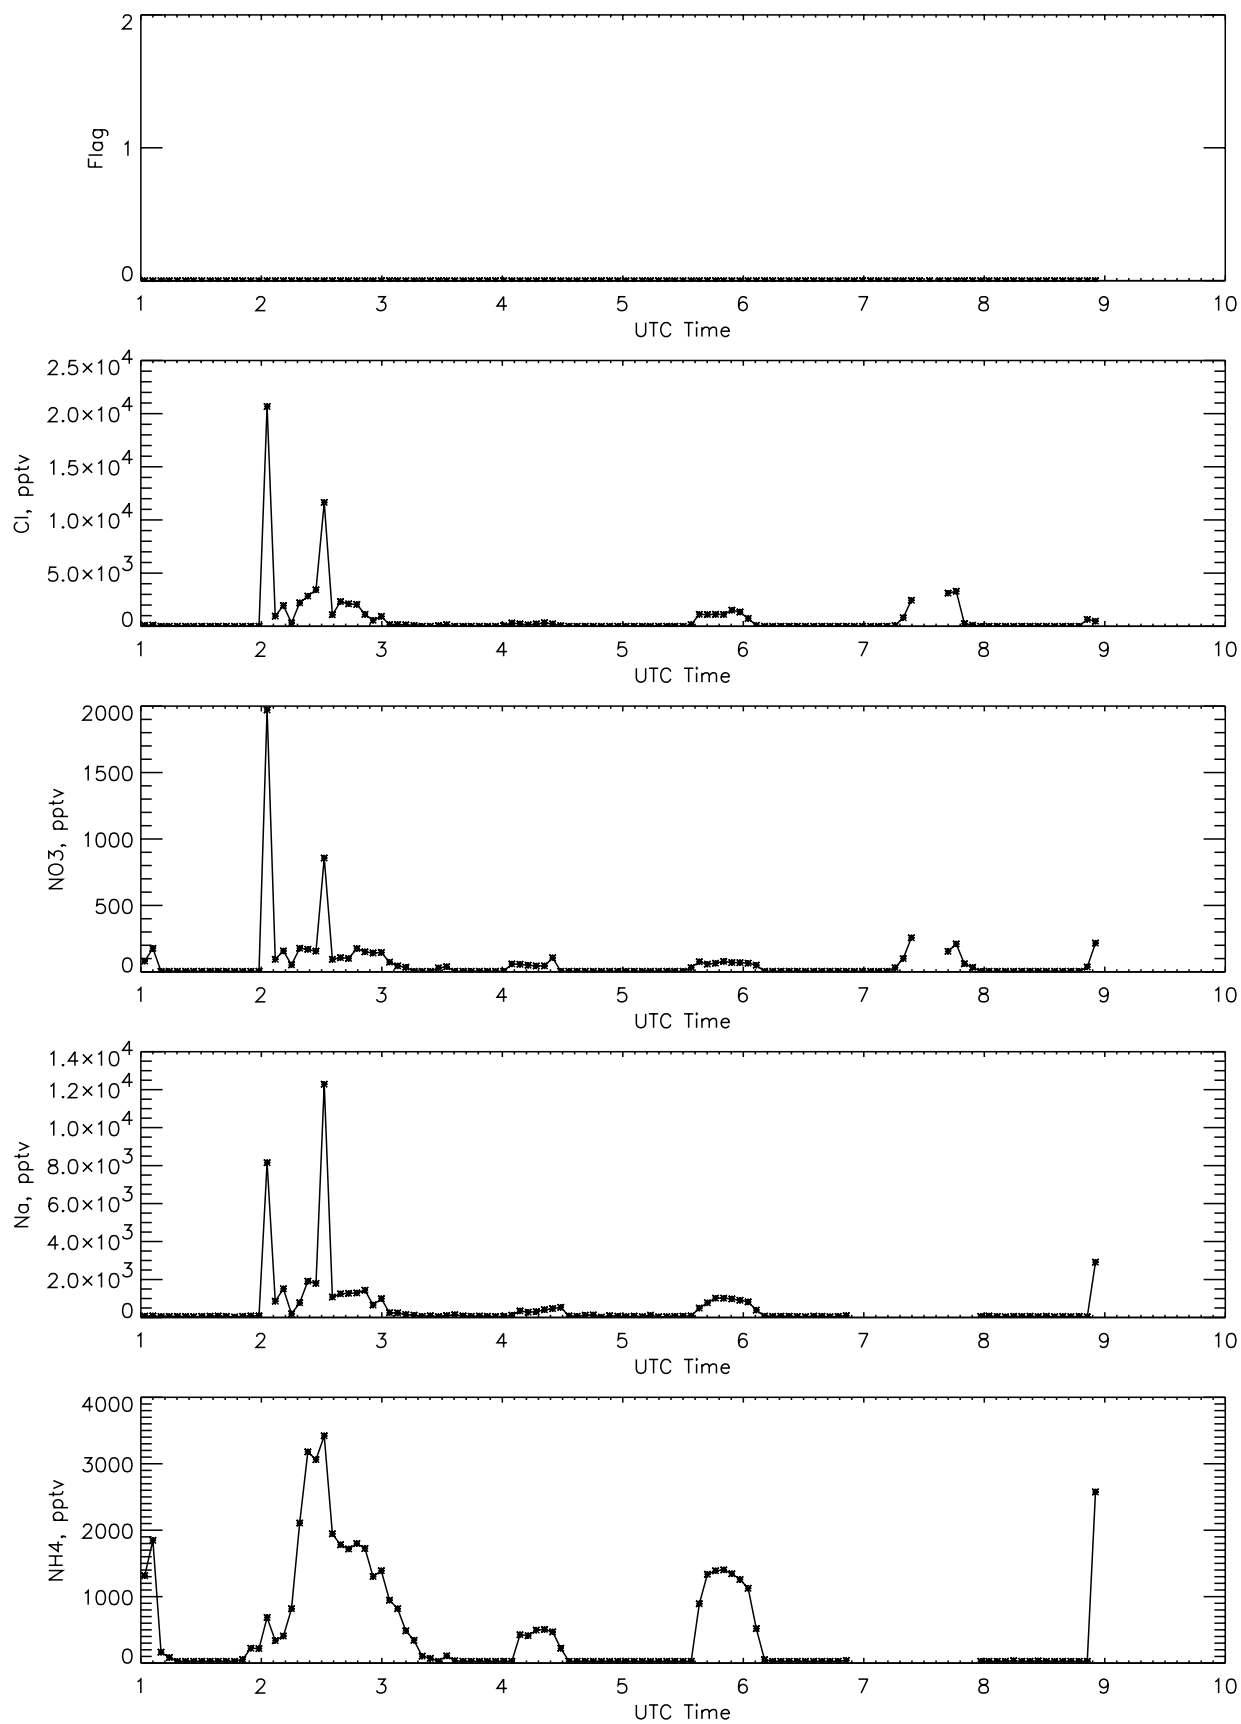 2
1
0
Flag
1 2 3 4 5 6 7 8 9 10
UTC Time
2.5×10^4
2.0×10^4
1.5×10^4
1.0×10^4
5.0×10^3
0
Cl, pptv
1 2 3 4 5 6 7 8 9 10
UTC Time
2000
1500
1000
500
0
NO3, pptv
1 2 3 4 5 6 7 8 9 10
UTC Time
1.4×10^4
1.2×10^4
1.0×10^4
8.0×10^3
6.0×10^3
4.0×10^3
2.0×10^3
0
Na, pptv
1 2 3 4 5 6 7 8 9 10
UTC Time
4000
3000
2000
1000
0
NH4, pptv
1 2 3 4 5 6 7 8 9 10
UTC Time